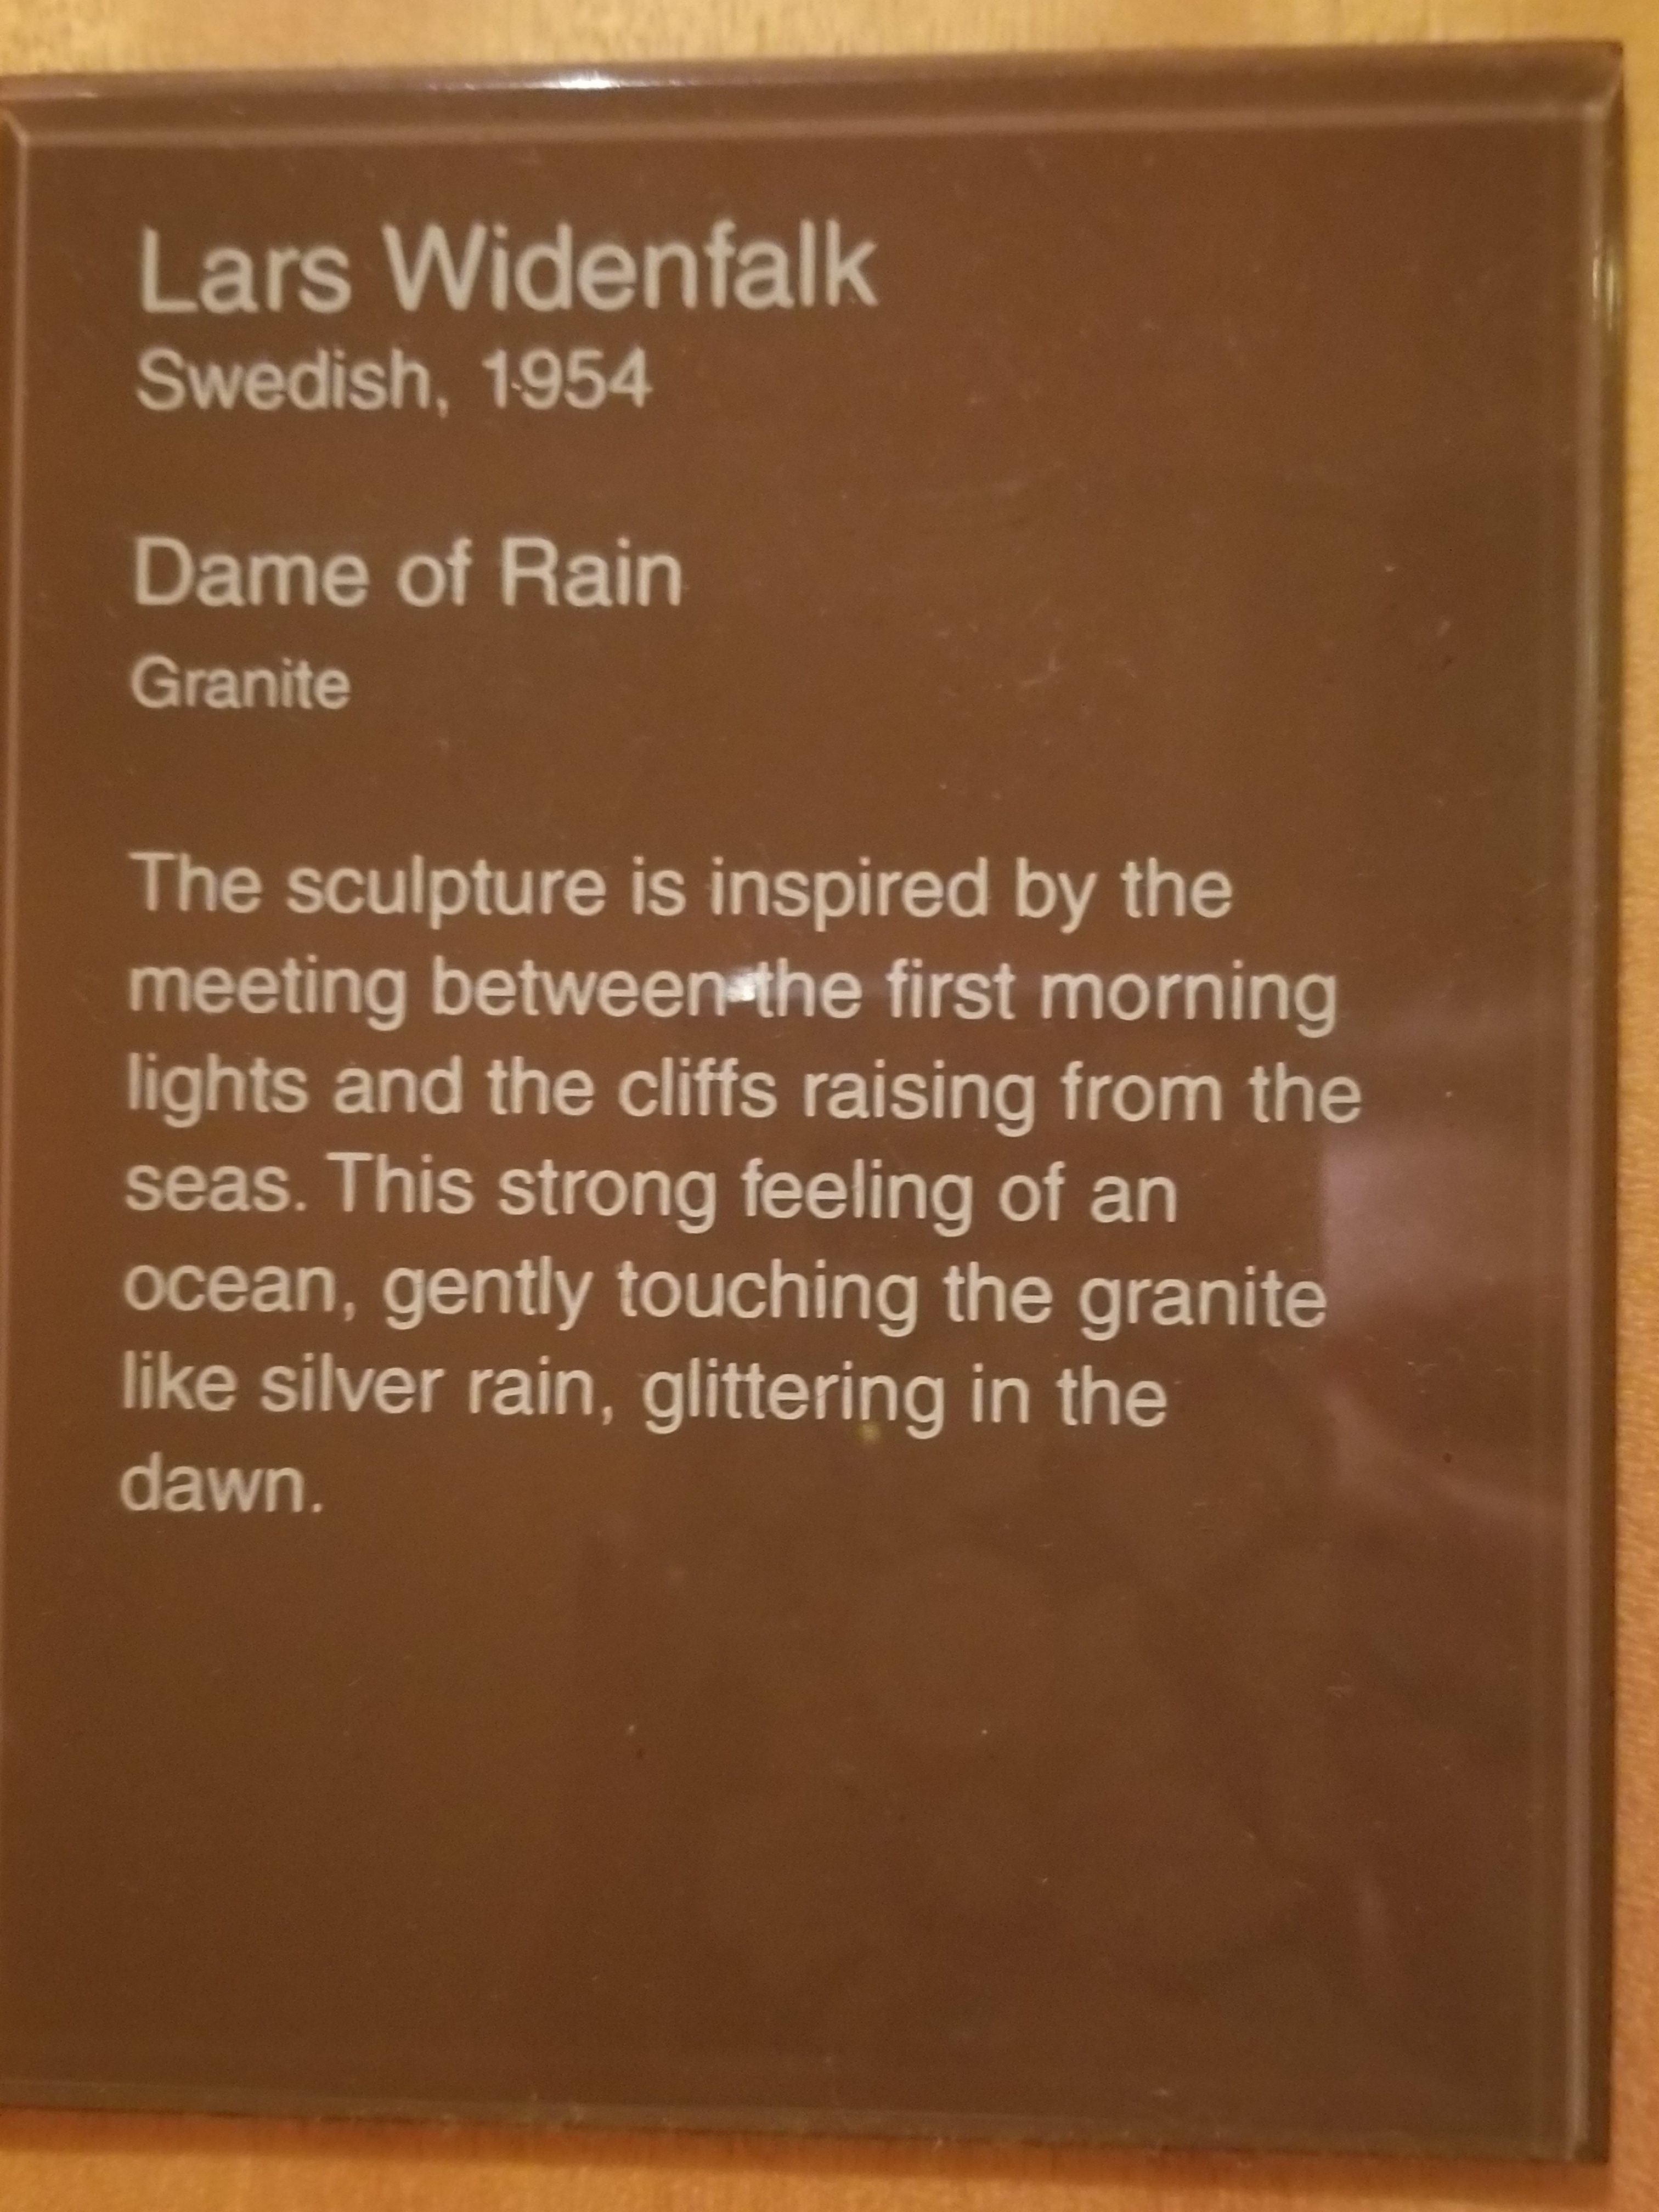 Lars Widenfalk
Swedish, 1954
Dame of Rain
Granite
The sculpture is inspired by the
meeting between the first morning
lights and the cliffs raising from the
seas. This strong feeling of an
ocean, gently touching the granite
like silver rain, glittering in the
dawn.